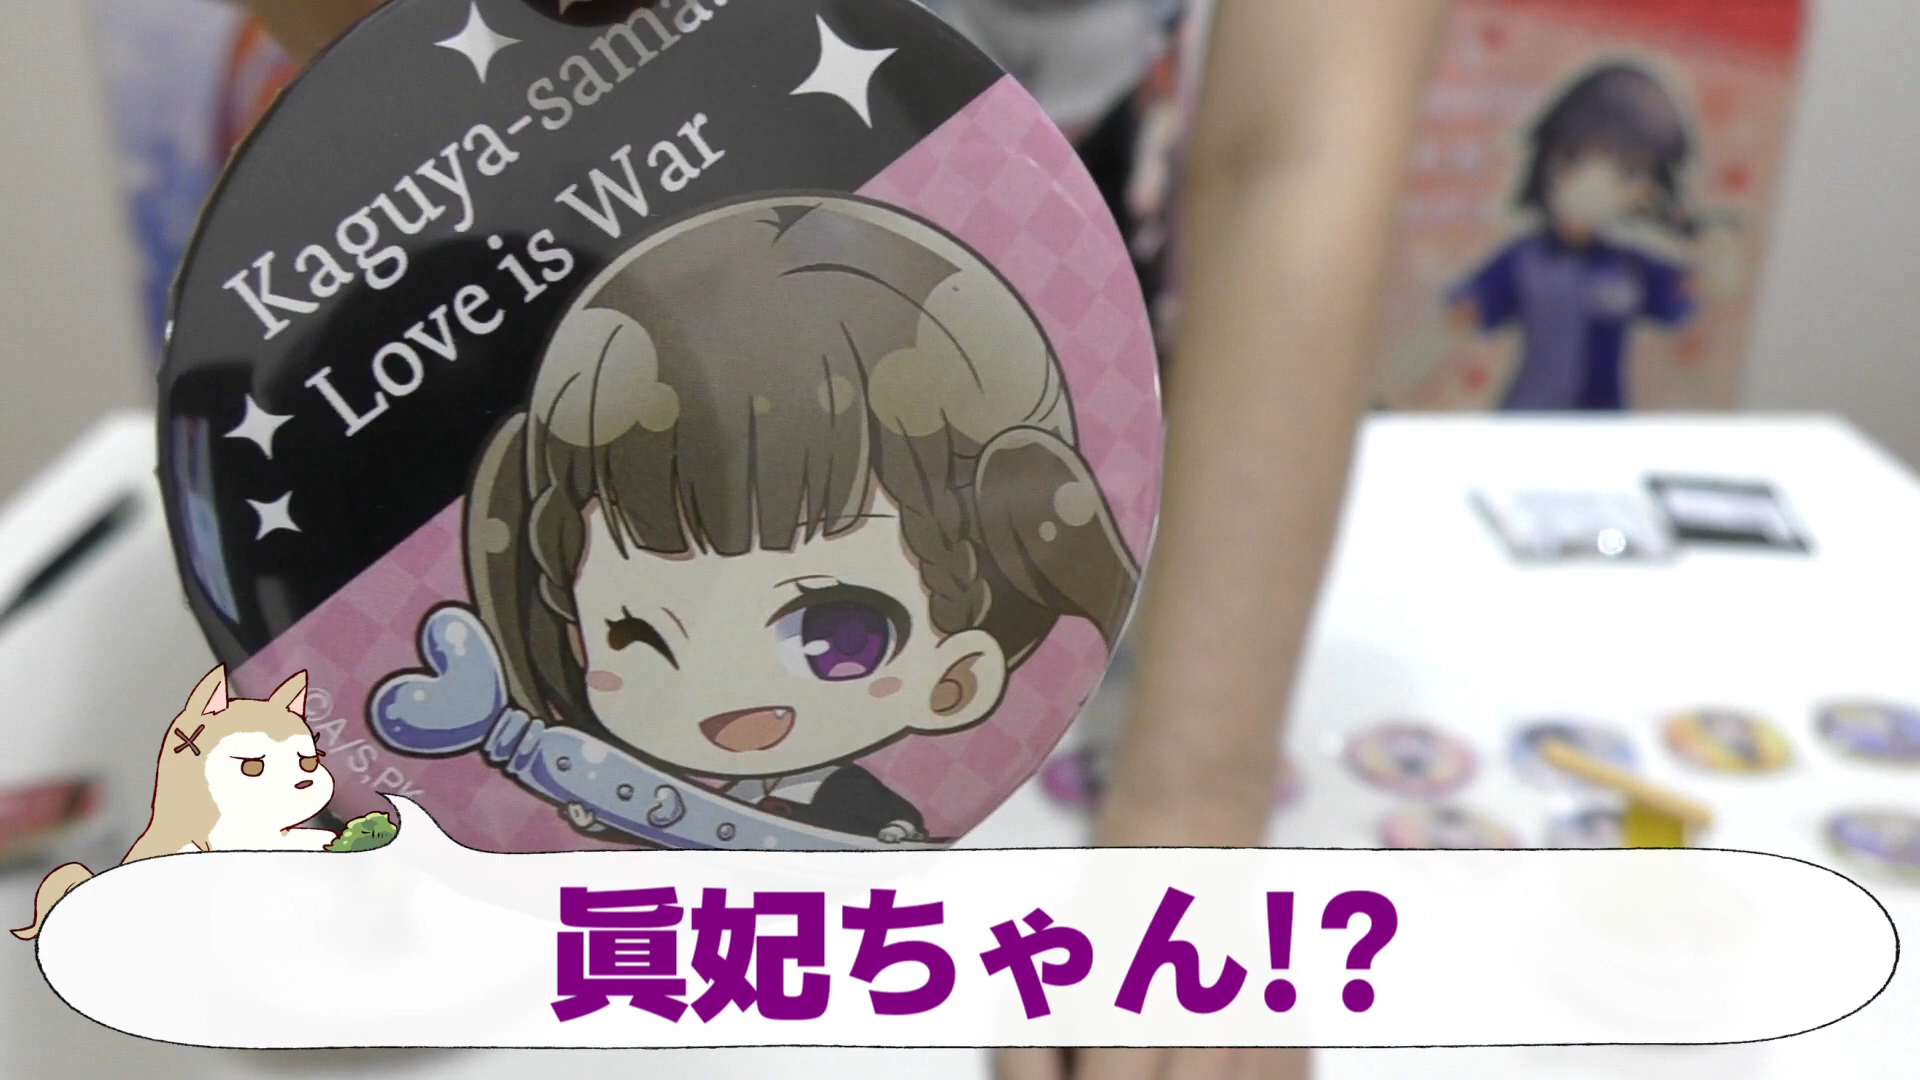 Kaguya-sama:
Love is War
©A/S,PK
眞妃ちゃん!?